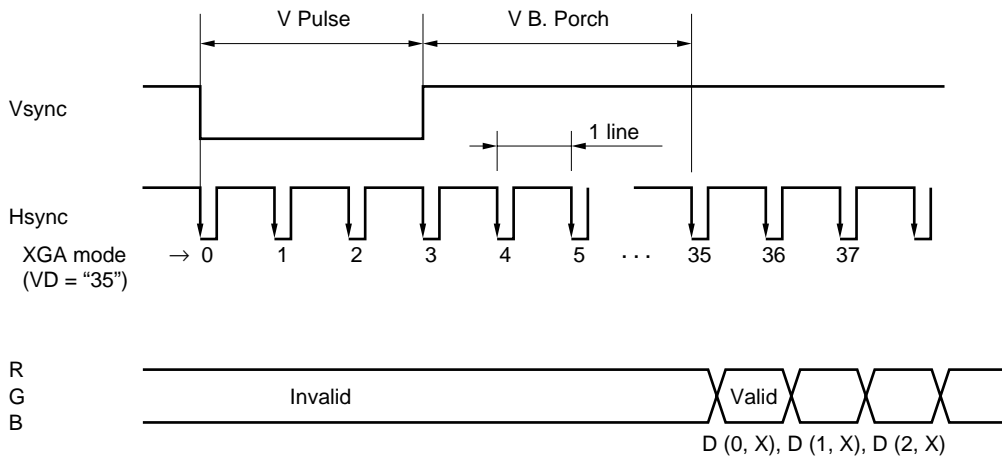 V Pulse V B. Porch
Vsync
1 line
Hsync
XGA mode → 0 1 2 3 4 5 ... 35 36 37
(VD = “35”)
R
G Invalid Valid
B
D (0, X), D (1, X), D (2, X)